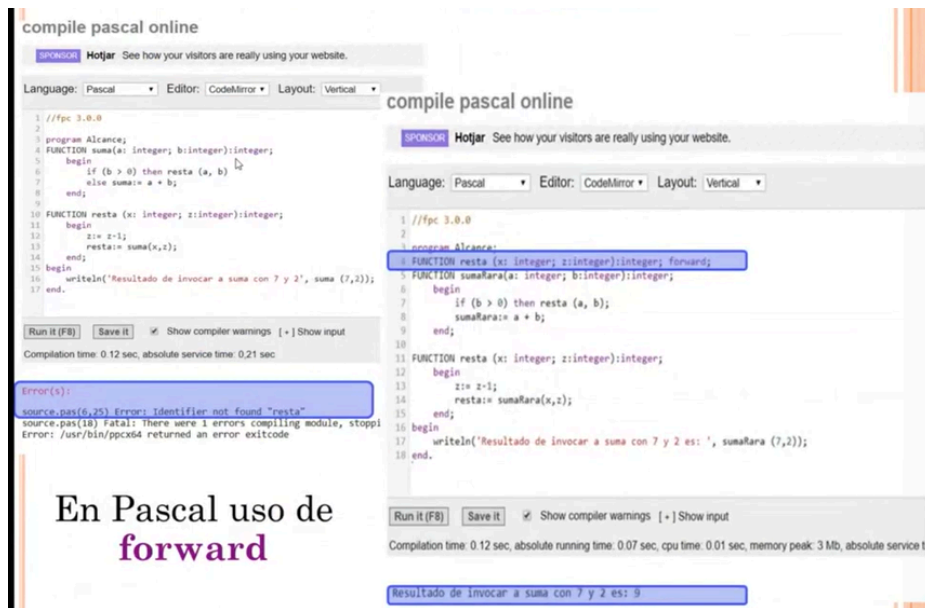 compile pascal online
SPONSOR Hotjar See how your visitors are really using your website.
Language: Pascal Editor: CodeMirror Layout: Vertical
1 //fpc 3.0.0
2
3 program Alcance;
4 FUNCTION suma(a: integer; b:integer):integer;
5 begin
6 if (b > 0) then resta (a, b)
7 else suma:= a + b;
8 end;
9
10 FUNCTION resta (x: integer; z:integer):integer;
11 begin
12 z:= z-1;
13 resta:= suma(x,z);
14 end;
15 begin
16 writeln('Resultado de invocar a suma con 7 y 2', suma (7,2));
17 end.
Run it (F8) Save it Show compiler warnings [ + ] Show input
Compilation time: 0.12 sec, absolute service time: 0,21 sec
Error(s):
source.pas(6,25) Error: Identifier not found "resta"
source.pas(18) Fatal: There were 1 errors compiling module, stoppi
Error: /usr/bin/ppcx64 returned an error exitcode
En Pascal uso de
forward
compile pascal online
SPONSOR Hotjar See how your visitors are really using your website.
Language: Pascal Editor: CodeMirror Layout: Vertical
1 //fpc 3.0.0
2
3 program Alcance;
4 FUNCTION resta (x: integer; z:integer):integer; forward;
5 FUNCTION sumaRara(a: integer; b:integer):integer;
6 begin
7 if (b > 0) then resta (a, b);
8 sumaRara:= a + b;
9 end;
10
11 FUNCTION resta (x: integer; z:integer):integer;
12 begin
13 z:= z-1;
14 resta:= sumaRara(x,z);
15 end;
16 begin
17 writeln('Resultado de invocar a suma con 7 y 2 es: ', sumaRara (7,2));
18 end.
Run it (F8) Save it Show compiler warnings [ + ] Show input
Compilation time: 0.12 sec, absolute running time: 0.07 sec, cpu time: 0.01 sec, memory peak: 3 Mb, absolute service t
Resultado de invocar a suma con 7 y 2 es: 9